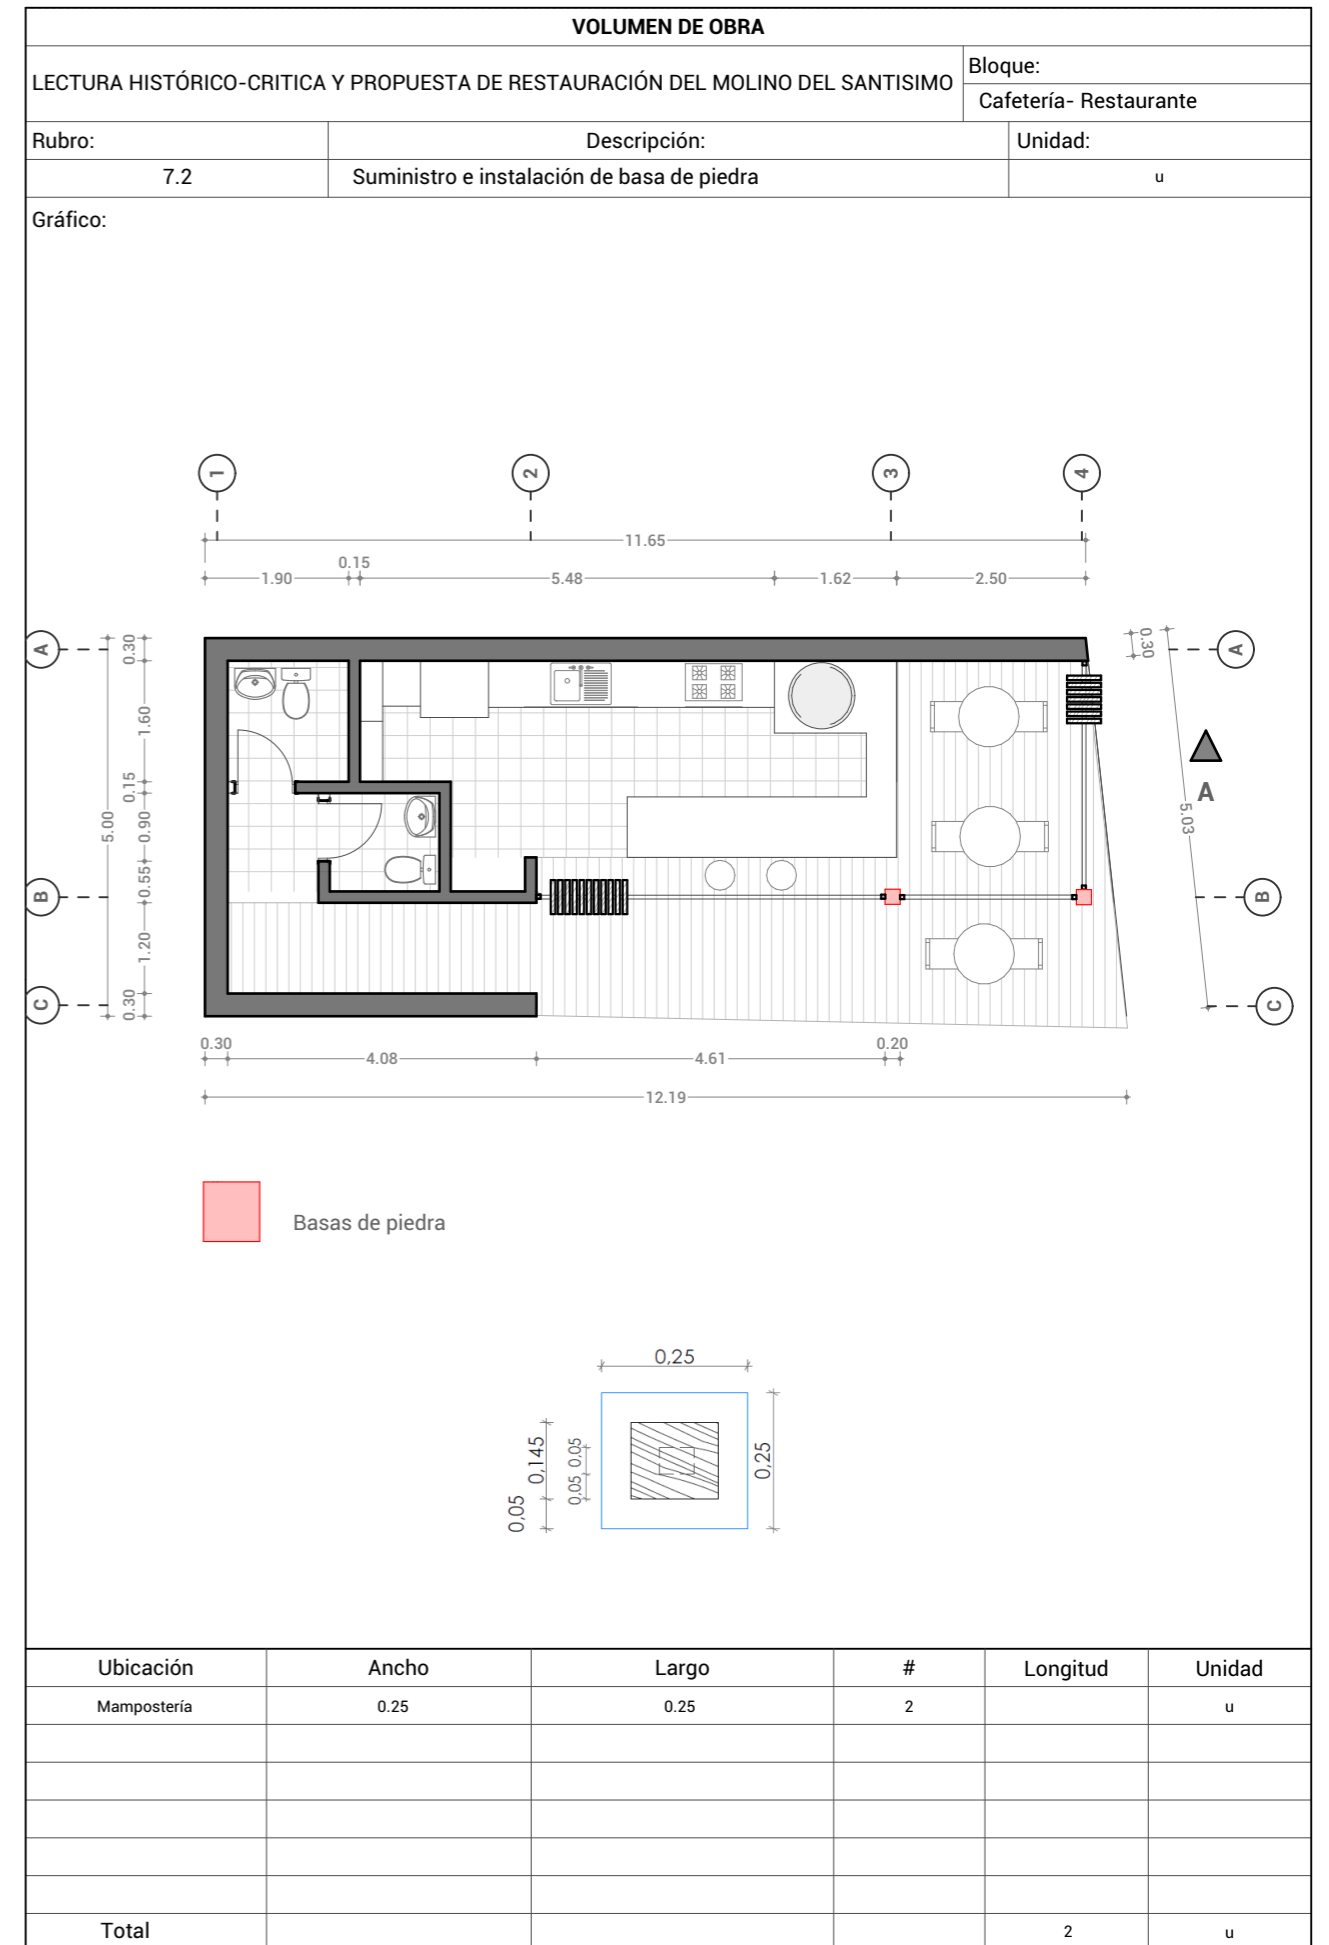 VOLUMEN DE OBRA
LECTURA HISTÓRICO-CRITICA Y PROPUESTA DE RESTAURACIÓN DEL MOLINO DEL SANTISIMO
Bloque:
Cafetería- Restaurante
Rubro: Descripción: Unidad:
7.2 Suministro e instalación de basa de piedra u
Gráfico:
1 2 3 4
11.65
1.90 0.15 5.48 1.62 2.50
A 0.30 0.30 A
1.60
0.15
5.00 0.90 5.03 A
0.55
B B
1.20
C 0.30 C
0.30 4.08 4.61 0.20
12.19
Basas de piedra
0,25
0,145 0,05 0,25
0,05 0,05
Ubicación Ancho Largo # Longitud Unidad
Mampostería 0.25 0.25 2 u
Total 2 u